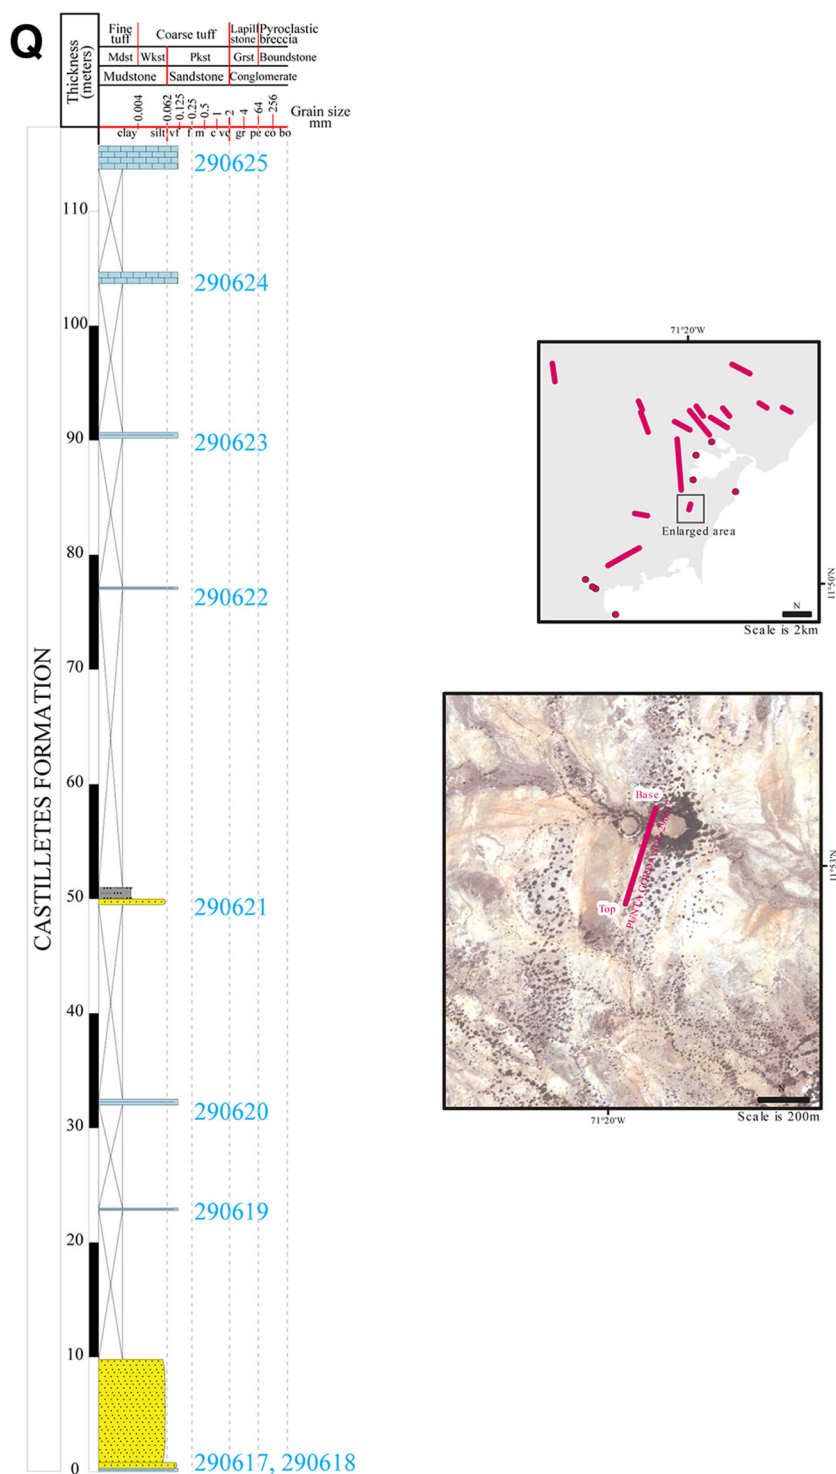 Q
Thickness
(meters)
Fine
tuff
Coarse tuff
Lapilli
stone
Pyroclastic
breccia
Mdst
Wkst
Pkst
Grst
Boundstone
Mudstone
Sandstone
Conglomerate
0.004
0.062
0.125
0.25
0.5
1
2
4
64
256
Grain size
mm
clay
silt
vf
f
m
c
vc
gr
pe
co
bo
290625
110
290624
100
290623
90
80
290622
70
60
CASTILLETES FORMATION
50
290621
40
290620
30
290619
20
10
290617, 290618
0
71°20'W
Enlarged area
11°50'N
N
Scale is 2km
Base
Top
11°53'N
N
Scale is 200m
71°20'W